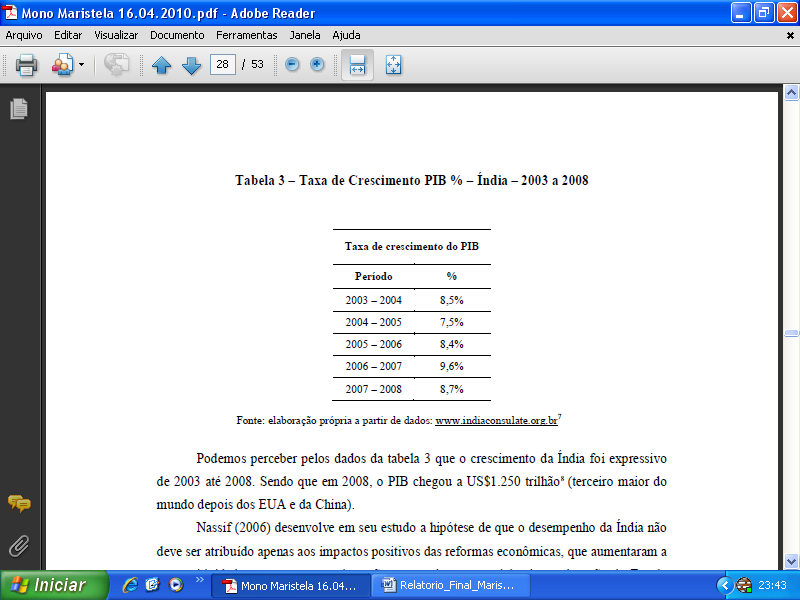 Mono Maristela 16.04.2010.pdf - Adobe Reader
Arquivo Editar Visualizar Documento Ferramentas Janela Ajuda
28 / 53
Tabela 3 – Taxa de Crescimento PIB % – Índia – 2003 a 2008
Taxa de crescimento do PIB
Período %
2003 – 2004 8,5%
2004 – 2005 7,5%
2005 – 2006 8,4%
2006 – 2007 9,6%
2007 – 2008 8,7%
Fonte: elaboração própria a partir de dados: www.indiaconsulate.org.br⁷
Podemos perceber pelos dados da tabela 3 que o crescimento da Índia foi expressivo
de 2003 até 2008. Sendo que em 2008, o PIB chegou a US$1.250 trilhão⁸ (terceiro maior do
mundo depois dos EUA e da China).
Nassif (2006) desenvolve em seu estudo a hipótese de que o desempenho da Índia não
deve ser atribuído apenas aos impactos positivos das reformas econômicas, que aumentaram a
Iniciar Mono Maristela 16.04.... Relatorio_Final_Maris... 23:43